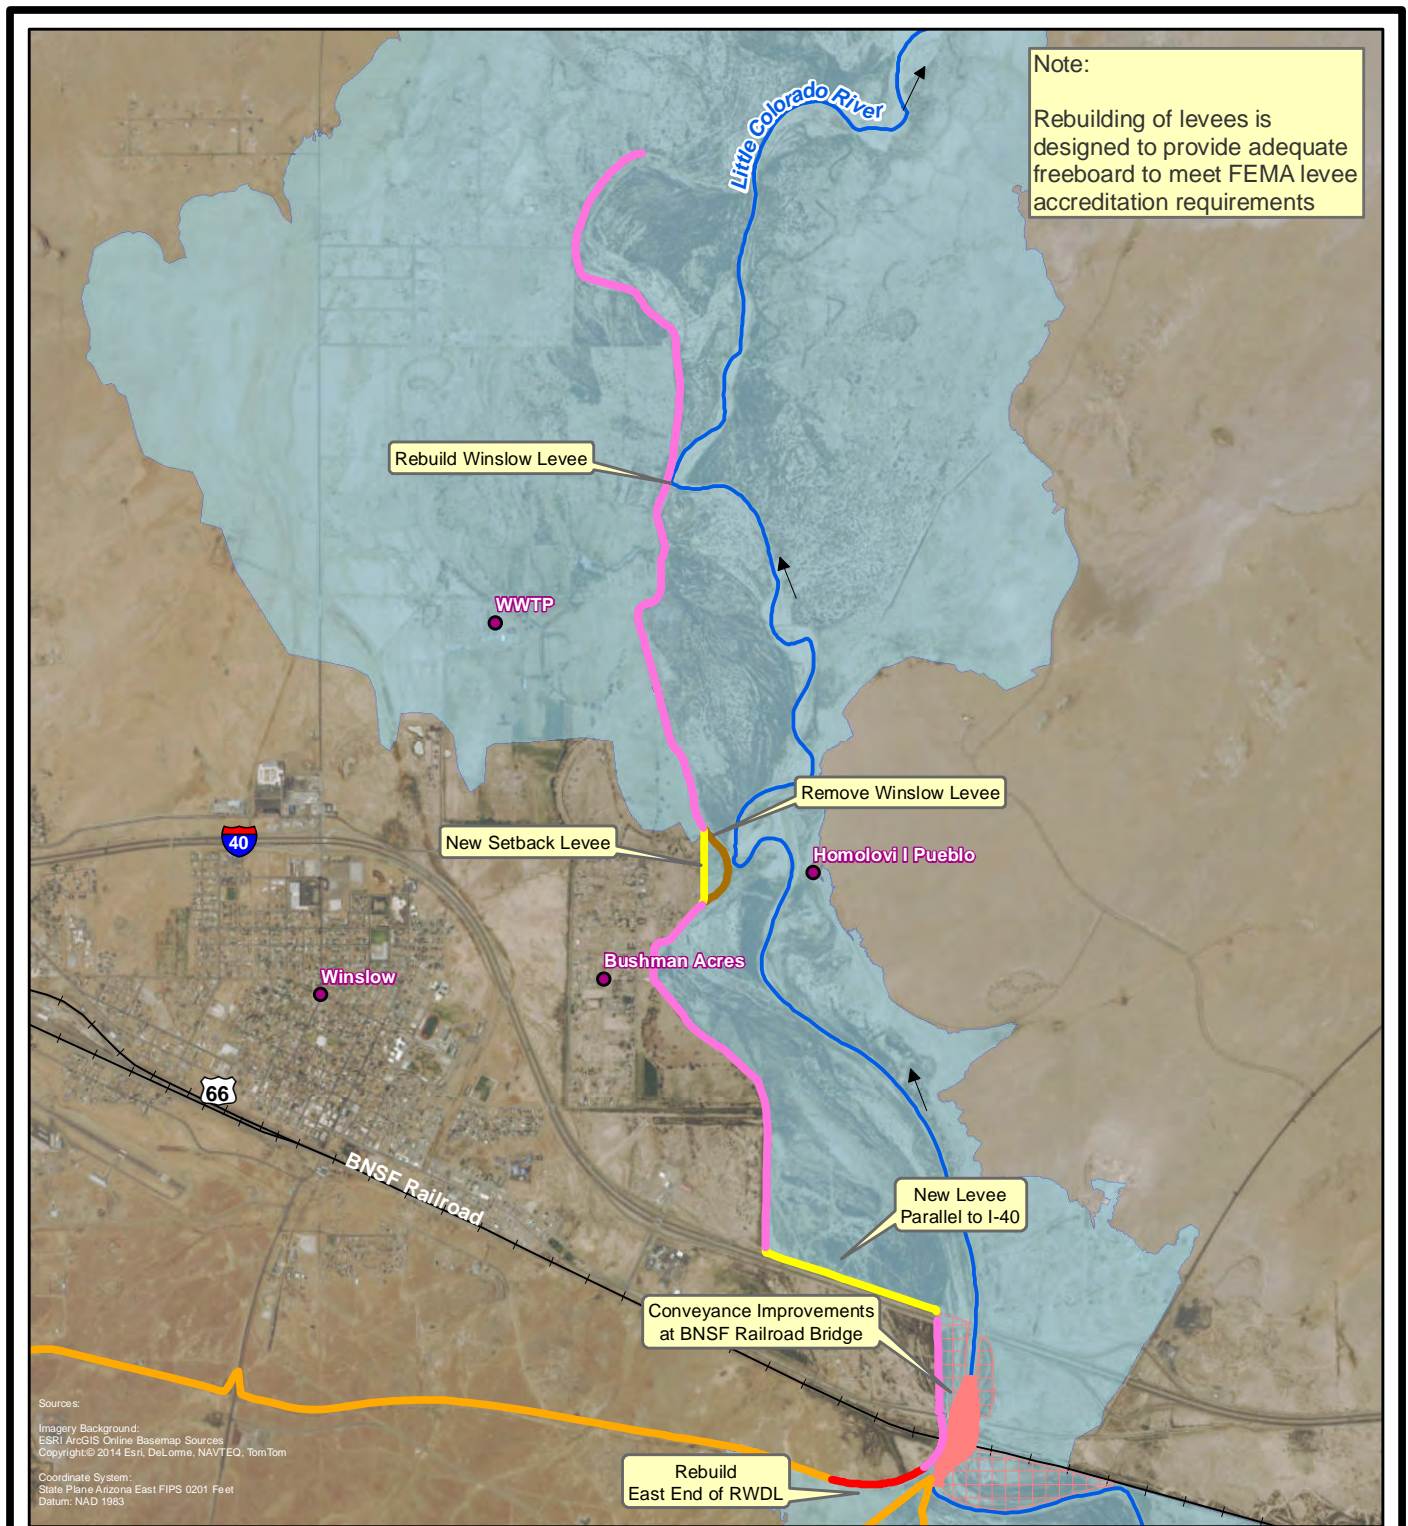 Note:
Rebuilding of levees is
designed to provide adequate
freeboard to meet FEMA levee
accreditation requirements
Little Colorado River
Rebuild Winslow Levee
WWTP
Remove Winslow Levee
New Setback Levee
40
Homolovi I Pueblo
Bushman Acres
Winslow
66
BNSF Railroad
New Levee
Parallel to I-40
Conveyance Improvements
at BNSF Railroad Bridge
Rebuild
East End of RWDL
Sources:
Imagery Background:
ESRI ArcGIS Online Basemap Sources
Copyright:© 2014 Esri, DeLorme, NAVTEQ, TomTom
Coordinate System:
State Plane Arizona East FIPS 0201 Feet
Datum: NAD 1983